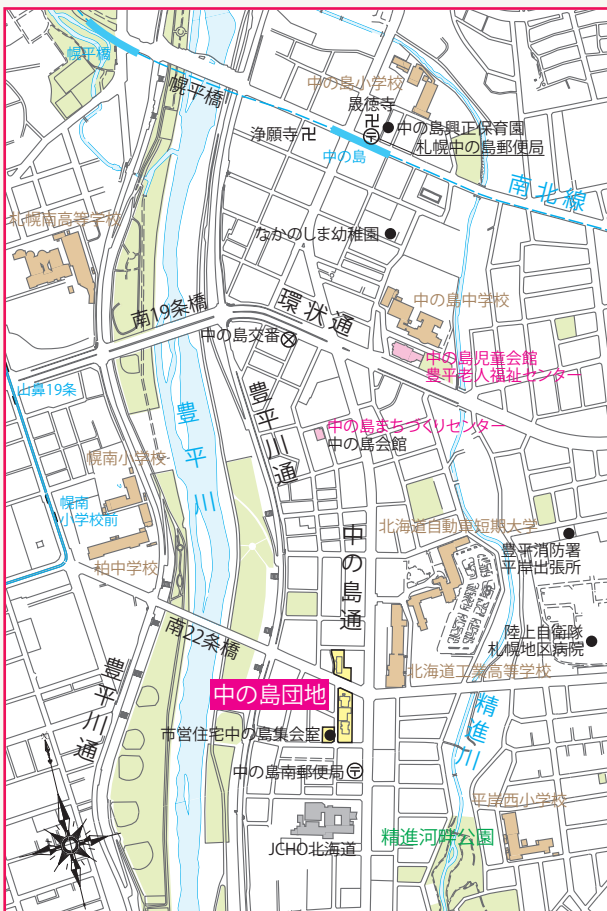 幌平橋
幌平橋
中の島小学校
晟徳寺
中の島興正保育園
札幌中の島郵便局
浄願寺
中の島
南北線
札幌南高等学校
なかのしま幼稚園
中の島中学校
南19条橋
環状通
中の島交番
中の島児童会館
豊平老人福祉センター
山鼻19条
豊平川
豊平川通
中の島まちづくりセンター
中の島会館
幌南小学校
幌南
小学校前
柏中学校
中の島通
北海道自動車短期大学
豊平消防署
平岸出張所
陸上自衛隊
札幌地区病院
南22条橋
北海道工業高等学校
豊平川通
中の島団地
精進川
市営住宅中の島集会室
中の島南郵便局
平岸西小学校
JCHO北海道
精進河畔公園